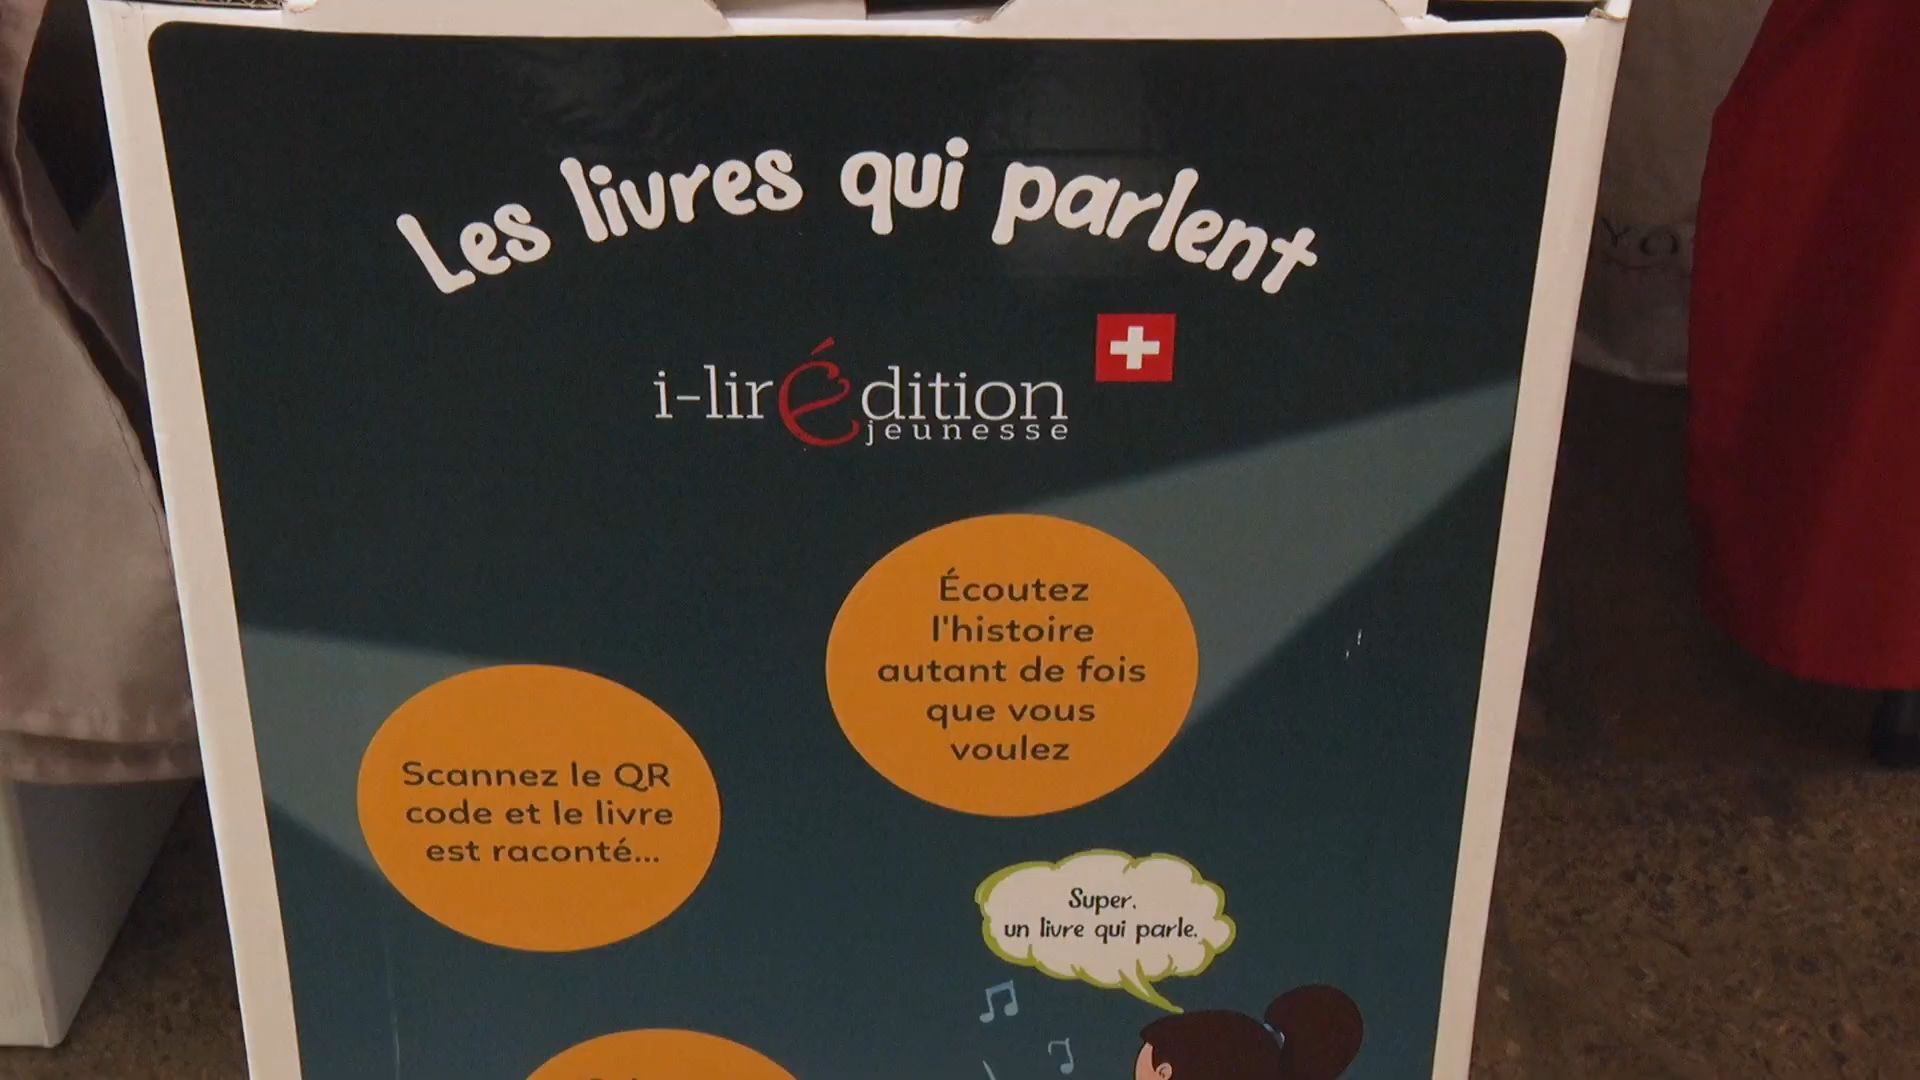 Les livres qui parlent
i-lirédition
jeunesse
Écoutez
l'histoire
autant de fois
que vous
voulez
Scannez le QR
code et le livre
est raconté...
Super,
un livre qui parle.